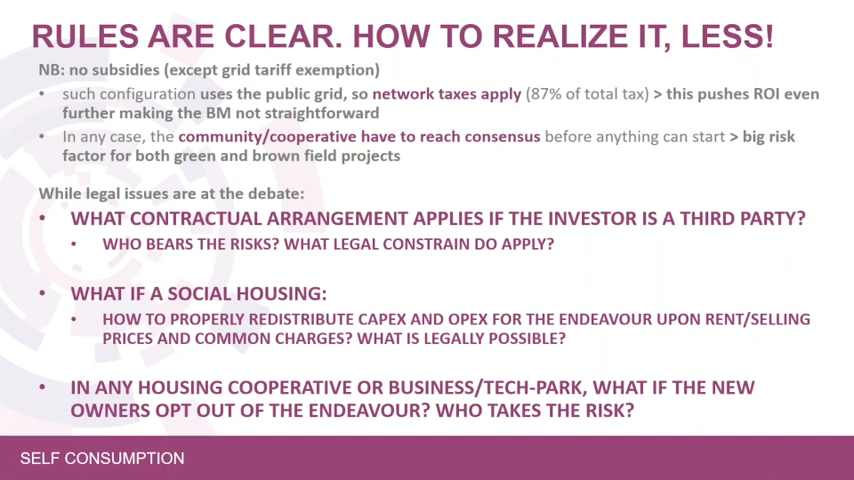 RULES ARE CLEAR. HOW TO REALIZE IT, LESS!
NB: no subsidies (except grid tariff exemption)
• such configuration uses the public grid, so network taxes apply (87% of total tax) > this pushes ROI even
further making the BM not straightforward
• In any case, the community/cooperative have to reach consensus before anything can start > big risk
factor for both green and brown field projects
While legal issues are at the debate:
• WHAT CONTRACTUAL ARRANGEMENT APPLIES IF THE INVESTOR IS A THIRD PARTY?
• WHO BEARS THE RISKS? WHAT LEGAL CONSTRAIN DO APPLY?
• WHAT IF A SOCIAL HOUSING:
• HOW TO PROPERLY REDISTRIBUTE CAPEX AND OPEX FOR THE ENDEAVOUR UPON RENT/SELLING
PRICES AND COMMON CHARGES? WHAT IS LEGALLY POSSIBLE?
• IN ANY HOUSING COOPERATIVE OR BUSINESS/TECH-PARK, WHAT IF THE NEW
OWNERS OPT OUT OF THE ENDEAVOUR? WHO TAKES THE RISK?
SELF CONSUMPTION